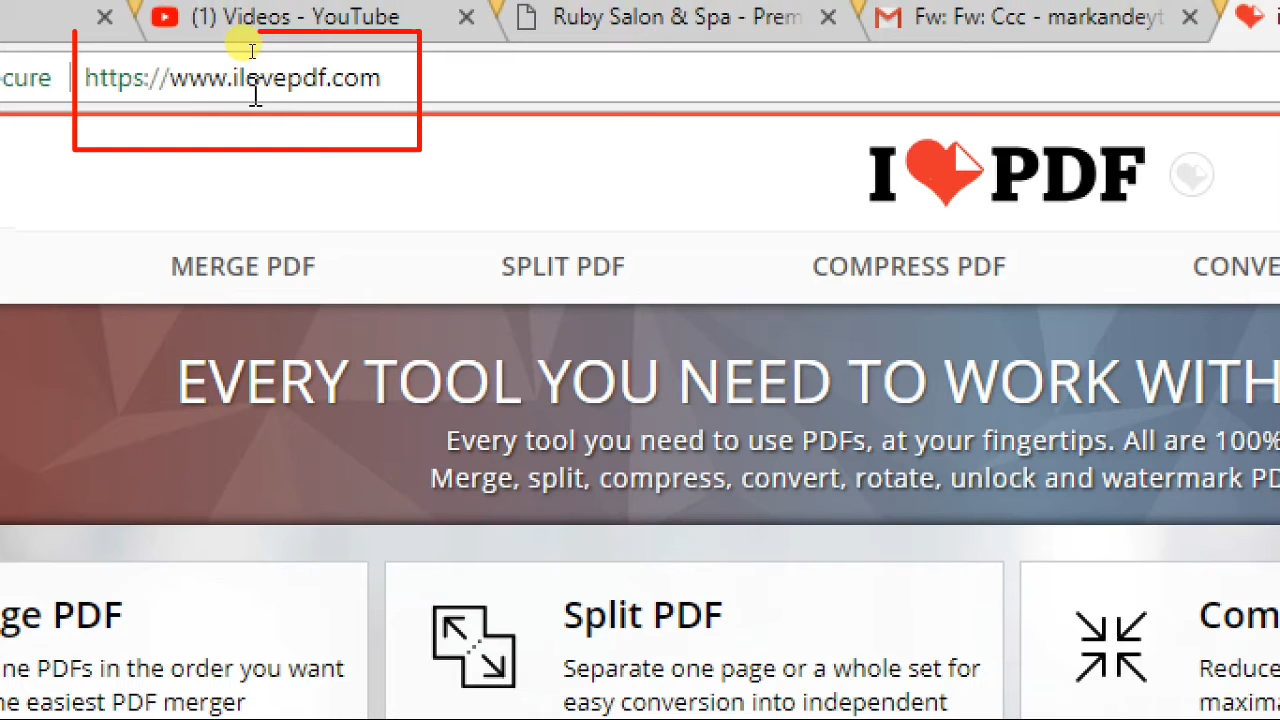 (1) Videos - YouTube
Ruby Salon & Spa - Prem
Fw: Fw: Ccc - markandeyt
cure
https://www.ilovepdf.com
I PDF
MERGE PDF
SPLIT PDF
COMPRESS PDF
CONVE
EVERY TOOL YOU NEED TO WORK WITH
Every tool you need to use PDFs, at your fingertips. All are 100%
Merge, split, compress, convert, rotate, unlock and watermark PD
ge PDF
ne PDFs in the order you want
he easiest PDF merger
Split PDF
Separate one page or a whole set for
easy conversion into independent
Com
Reduce
maxima